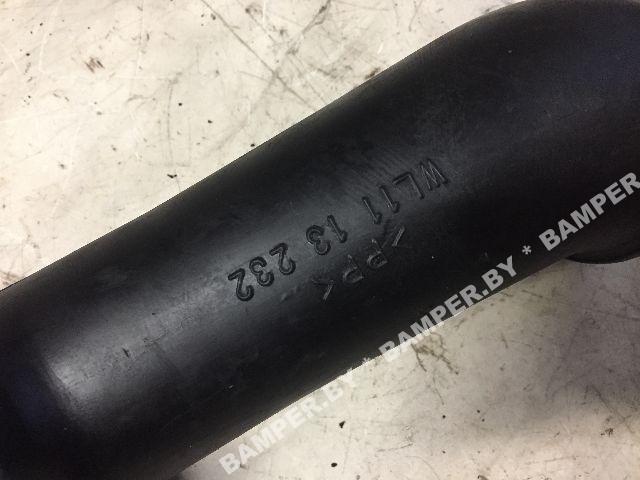 WL11 13 232
>PP<
BAMPER.BY * BAMPER.BY * BAMPER